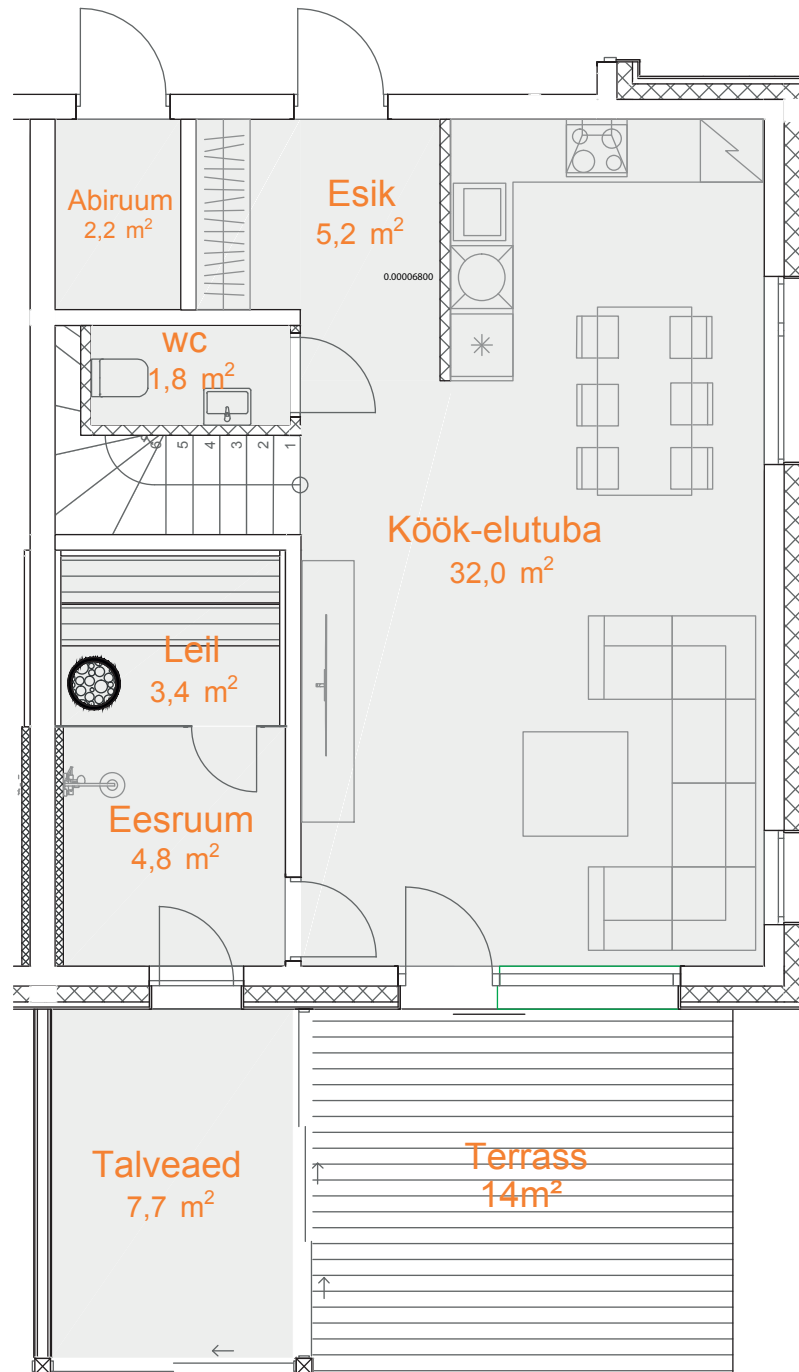 Abiruum
2,2 m²
Esik
5,2 m²
0.00006800
wc
1,8 m²
6 5 4 3 2 1
Köök-elutuba
32,0 m²
Leil
3,4 m²
Eesruum
4,8 m²
Talveaed
7,7 m²
Terrass
14m²